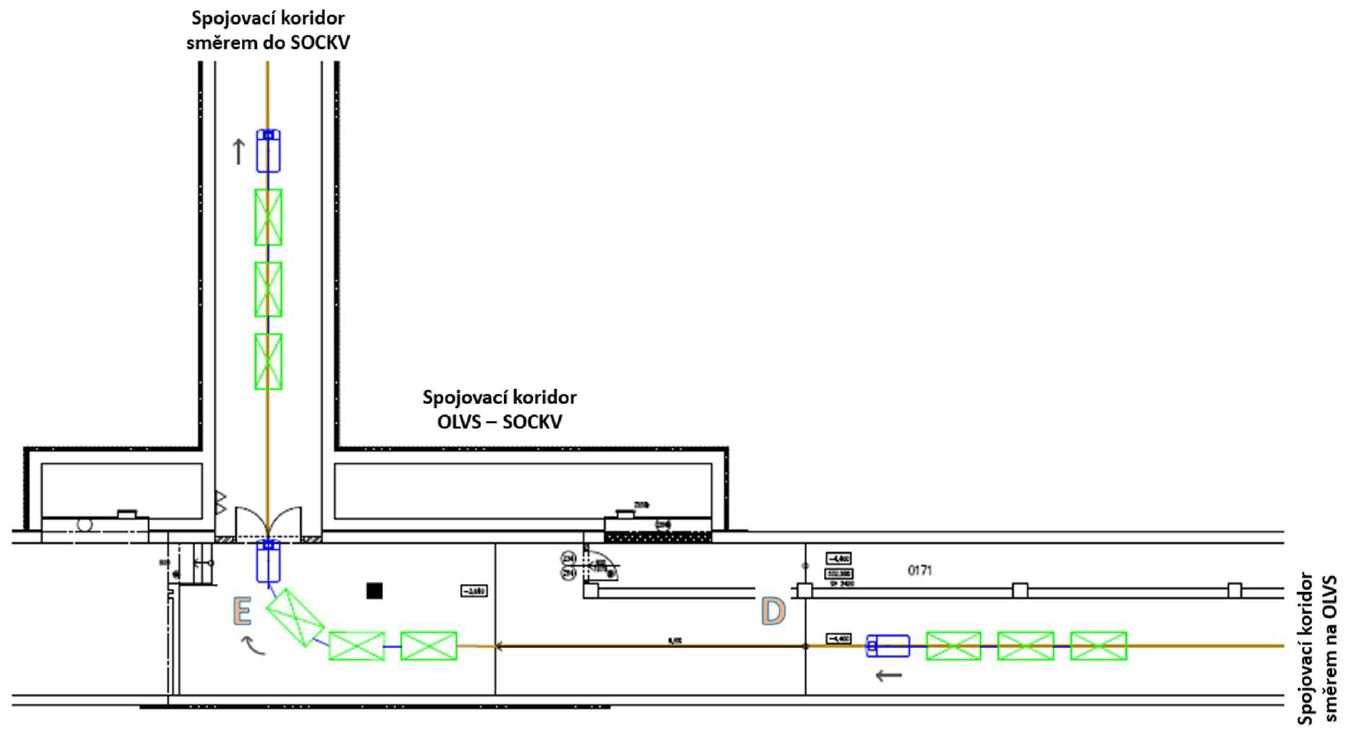 Spojovací koridor
směrem do SOCKV
Spojovací koridor
OLVS – SOCKV
0171
E
D
Spojovací koridor
směrem na OLVS